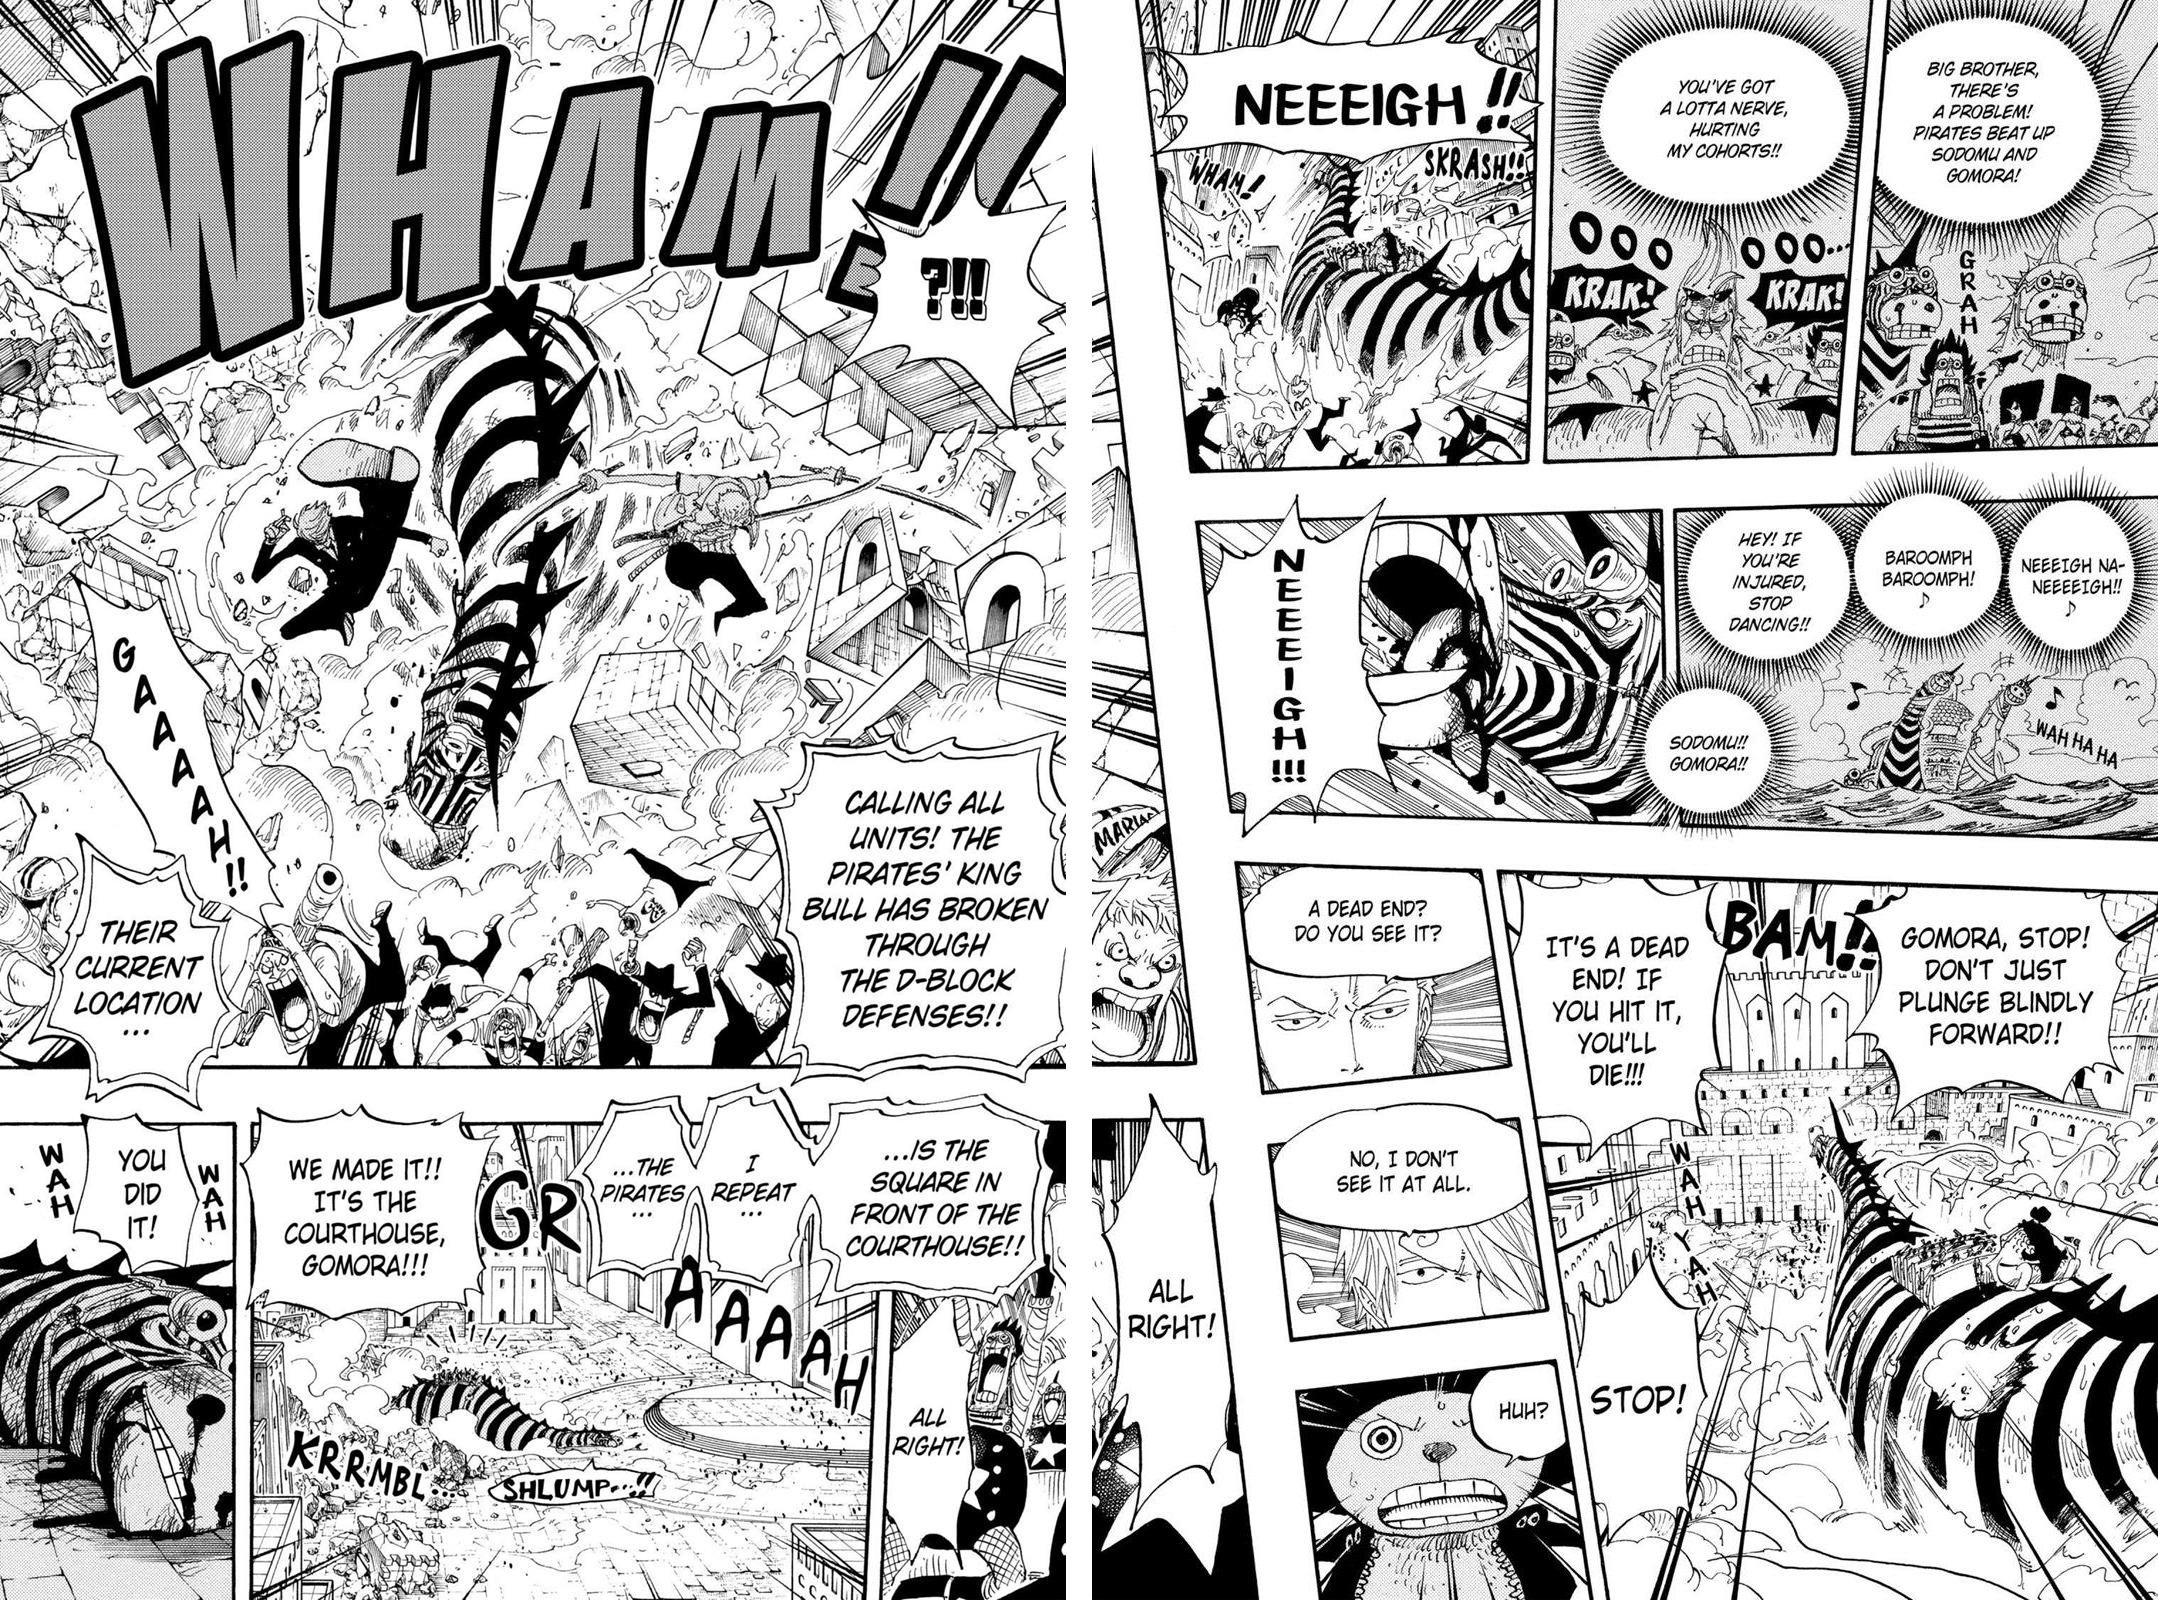 BIG BROTHER,
THERE'S
A PROBLEM!
PIRATES BEAT UP
SODOMU AND
GOMORA!
GRAH
YOU'VE GOT
A LOTTA NERVE,
HURTING
MY COHORTS!!
OOO
OOO...
KRAK!
KRAK!
NEEEIGH!!
SKRASH!!
WHAM!
NEEEIGH NA-
NEEEEIGH!!
♪
BAROOMPH
BAROOMPH!
♪
HEY! IF
YOU'RE
INJURED,
STOP
DANCING!!
WAH HA HA
SODOMU!!
GOMORA!!
NEEEIGH!!!
GOMORA, STOP!
DON'T JUST
PLUNGE BLINDLY
FORWARD!!
BAM!!
IT'S A DEAD
END! IF
YOU HIT IT,
YOU'LL
DIE!!!
WAH
YAH
STOP!
A DEAD END?
DO YOU SEE IT?
NO, I DON'T
SEE IT AT ALL.
HUH?
WHAM!!
?!!
GAAAAAH!!
MARINE
CALLING ALL
UNITS! THE
PIRATES' KING
BULL HAS BROKEN
THROUGH
THE D-BLOCK
DEFENSES!!
THEIR
CURRENT
LOCATION
...
ALL
RIGHT!
ALL
RIGHT!
...IS THE
SQUARE IN
FRONT OF THE
COURTHOUSE!!
I
REPEAT
...
...THE
PIRATES
...
GRAAAAH
WE MADE IT!!
IT'S THE
COURTHOUSE,
GOMORA!!!
KRRMBL...
SHLUMP...!!
WAH
YOU
DID
IT!
WAH